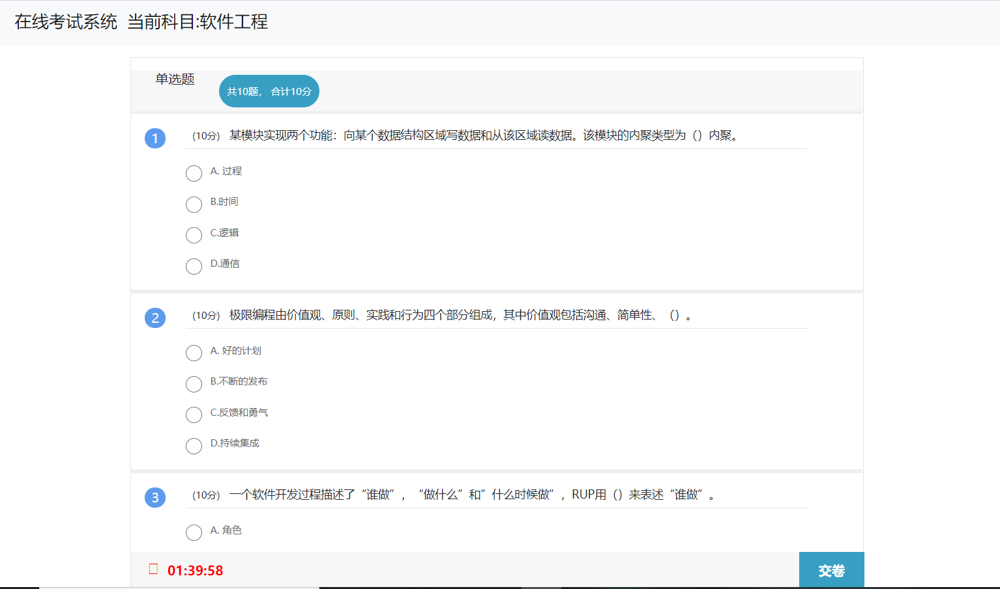 在线考试系统 当前科目:软件工程
单选题
共10题， 合计10分
1 (10分) 某模块实现两个功能：向某个数据结构区域写数据和从该区域读数据。该模块的内聚类型为（）内聚。
A. 过程
B.时间
C.逻辑
D.通信
2 (10分) 极限编程由价值观、原则、实践和行为四个部分组成，其中价值观包括沟通、简单性、（）。
A. 好的计划
B.不断的发布
C.反馈和勇气
D.持续集成
3 (10分) 一个软件开发过程描述了“谁做”，“做什么”和”什么时候做”，RUP用（）来表述“谁做”。
A. 角色
01:39:58
交卷